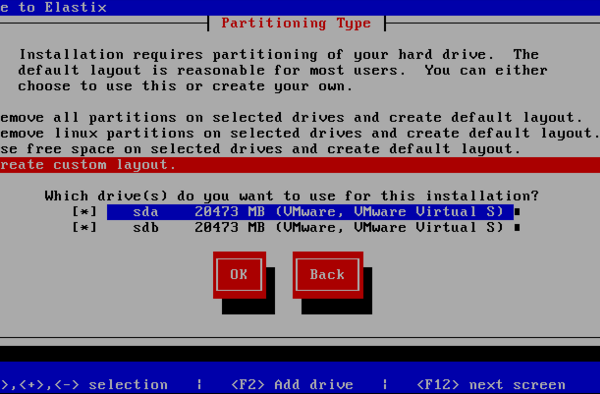 e to Elastix
Partitioning Type
Installation requires partitioning of your hard drive. The
default layout is reasonable for most users. You can either
choose to use this or create your own.
emove all partitions on selected drives and create default layout.
emove linux partitions on selected drives and create default layout.
se free space on selected drives and create default layout.
reate custom layout.
Which drive(s) do you want to use for this installation?
[*] sda 20473 MB (VMware, VMware Virtual S)
[*] sdb 20473 MB (VMware, VMware Virtual S)
OK Back
>,<+>,<-> selection | <F2> Add drive | <F12> next screen